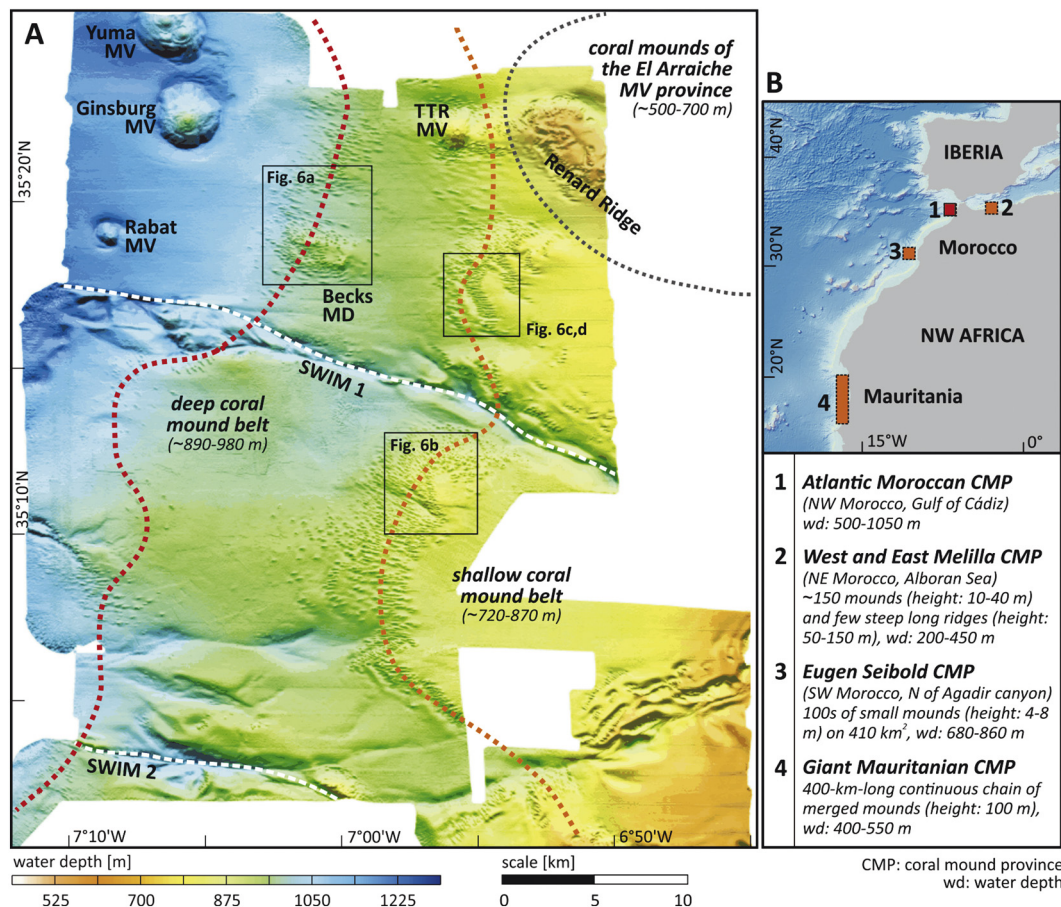 A
Yuma
MV
Ginsburg
MV
Rabat
MV
TTR
MV
coral mounds of
the El Arraiche
MV province
(~500-700 m)
Renard Ridge
Fig. 6a
Becks
MD
Fig. 6c,d
SWIM 1
deep coral
mound belt
(~890-980 m)
Fig. 6b
shallow coral
mound belt
(~720-870 m)
SWIM 2
35°20'N
35°10'N
7°10'W
7°00'W
6°50'W
water depth [m]
525 700 875 1050 1225
scale [km]
0 5 10
B
40°N
30°N
20°N
15°W
0°
IBERIA
1
2
3
Morocco
NW AFRICA
4
Mauritania
1 Atlantic Moroccan CMP
(NW Morocco, Gulf of Cádiz)
wd: 500-1050 m
2 West and East Melilla CMP
(NE Morocco, Alboran Sea)
~150 mounds (height: 10-40 m)
and few steep long ridges (height:
50-150 m), wd: 200-450 m
3 Eugen Seibold CMP
(SW Morocco, N of Agadir canyon)
100s of small mounds (height: 4-8
m) on 410 km², wd: 680-860 m
4 Giant Mauritanian CMP
400-km-long continuous chain of
merged mounds (height: 100 m),
wd: 400-550 m
CMP: coral mound province
wd: water depth